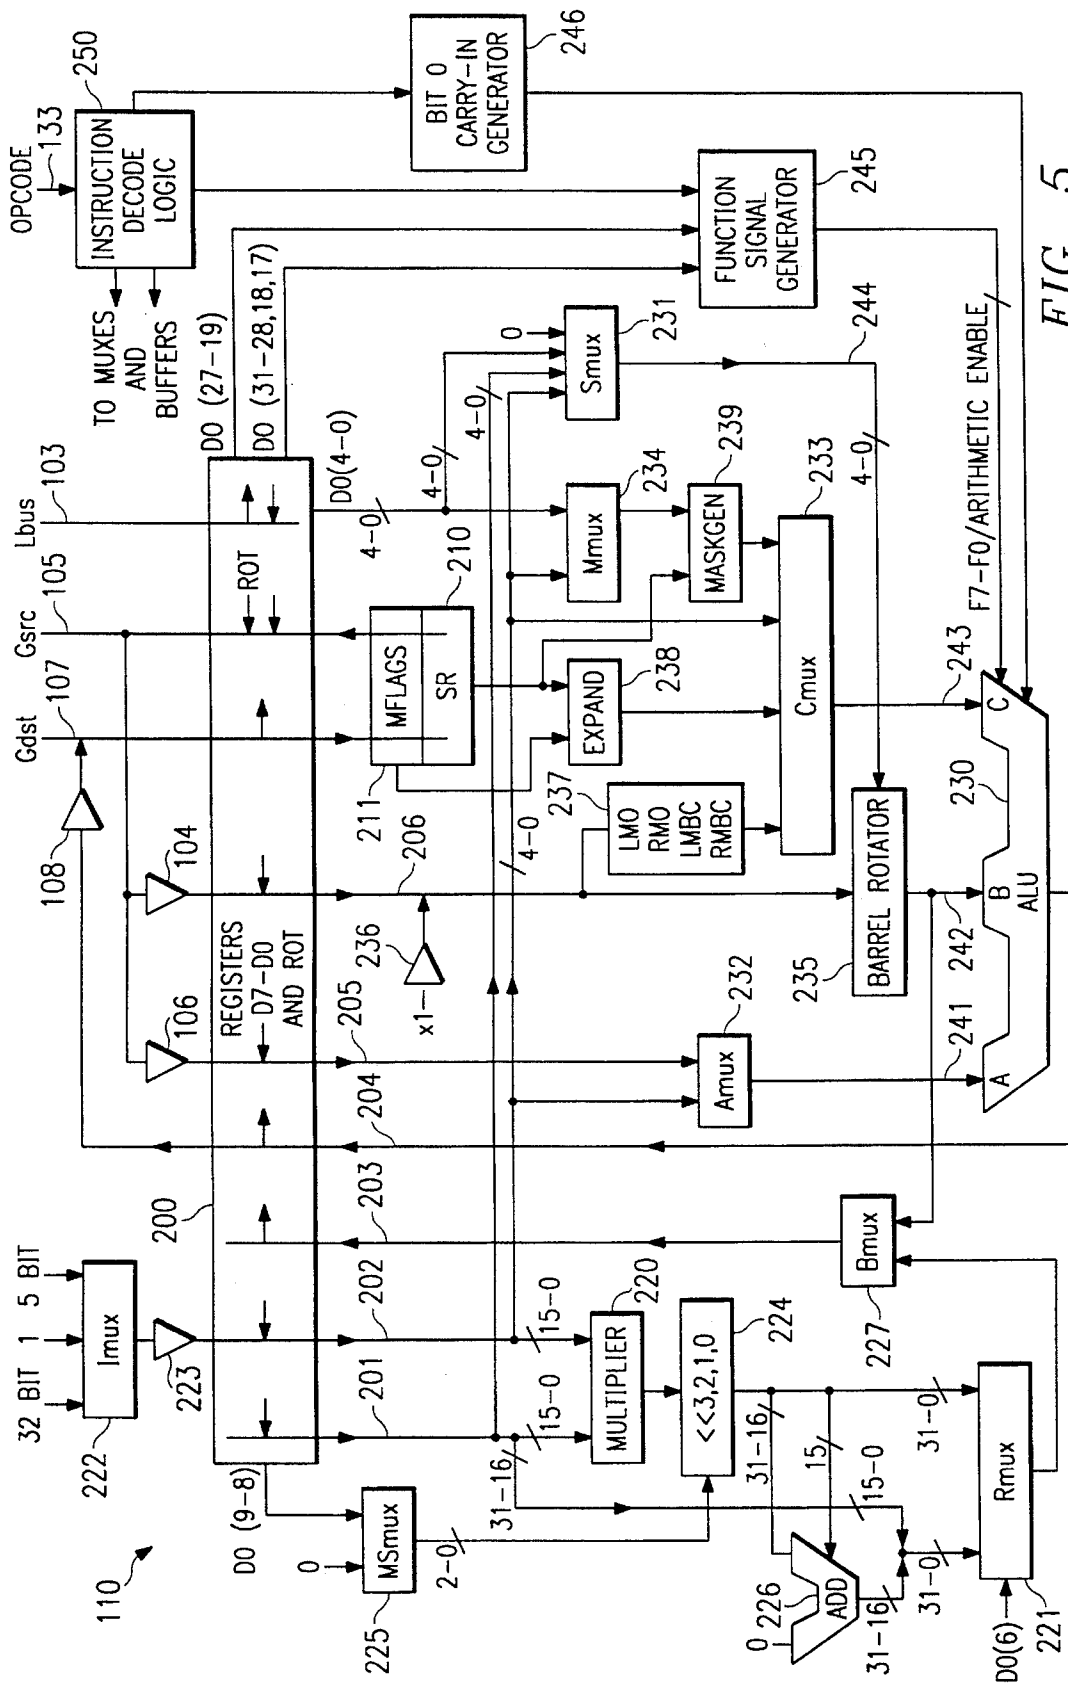 OPCODE
133
250
INSTRUCTION
DECODE
LOGIC
TO MUXES
AND
BUFFERS
BIT 0
CARRY-IN
GENERATOR
246
D0 (27-19)
D0 (31-28,18,17)
FUNCTION
SIGNAL
GENERATOR
245
F7-F0/ARITHMETIC ENABLE
FIG. 5
Lbus
103
Gsrc
105
Gdst
107
108
104
106
ROT
REGISTERS
D7-D0
AND ROT
200
32 BIT
1
5 BIT
Imux
222
223
110
D0(4-0)
4-0
4-0
4-0
0
Smux
231
244
4-0
MFLAGS
SR
210
211
Mmux
234
MASKGEN
239
EXPAND
238
237
LMO
RMO
LMBC
RMBC
Cmux
233
243
206
236
x1
4-0
205
204
203
202
201
BARREL ROTATOR
235
242
Amux
232
241
A
B
C
ALU
230
D0 (9-8)
0
MSmux
225
2-0
31-16
15-0
15-0
MULTIPLIER
220
<<3,2,1,0
224
31-16
15
15-0
31-0
0
226
ADD
31-16
31-0
Bmux
227
Rmux
221
D0(6)